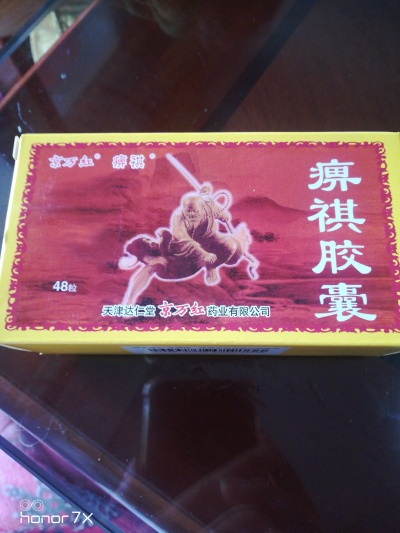 京万红® 痹祺®
痹祺胶囊
48粒
天津达仁堂京万红药业有限公司
honor 7X